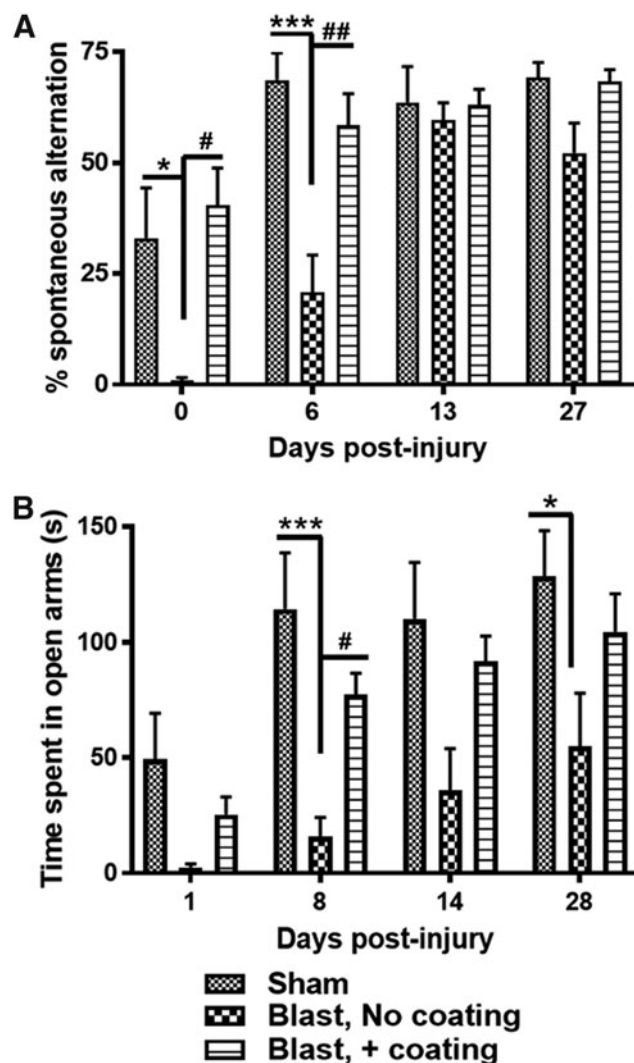 A
% spontaneous alternation
75
50
25
0
* #
*** ##
0 6 13 27
Days post-injury
B
Time spent in open arms (s)
150
100
50
0
***
#
*
1 8 14 28
Days post-injury
Sham
Blast, No coating
Blast, + coating